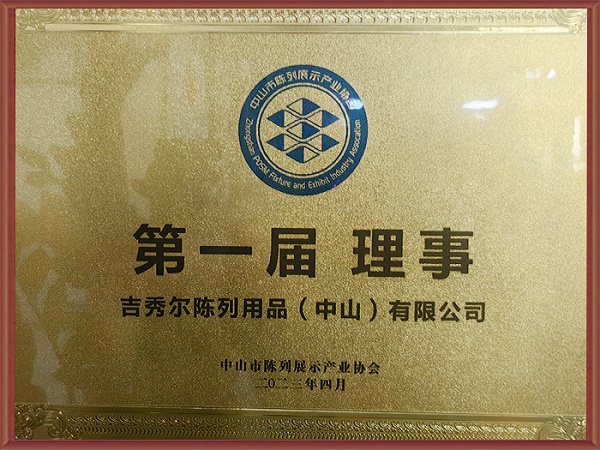 中山市陈列展示产业协会
Zhongshan POSM Fixture and Exhibit Industry Association
第一届 理事
吉秀尔陈列用品（中山）有限公司
中山市陈列展示产业协会
二〇二三年四月